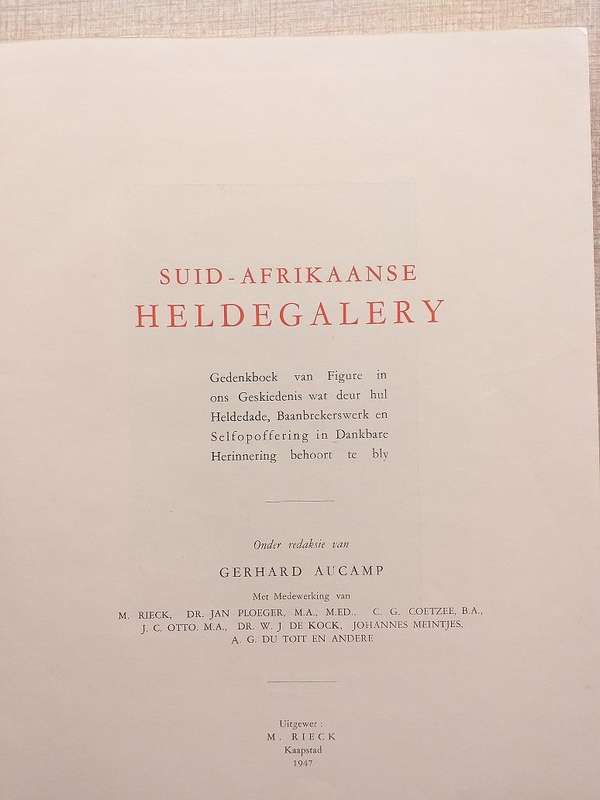 SUID-AFRIKAANSE
HELDEGALERY
Gedenkboek van Figure in
ons Geskiedenis wat deur hul
Heldedade, Baanbrekerswerk en
Selfopoffering in Dankbare
Herinnering behoort te bly
Onder redaksie van
GERHARD AUCAMP
Met Medewerking van
M. RIECK, DR. JAN PLOEGER, M.A., M.ED., C. G. COETZEE, B.A.,
J. C. OTTO, M.A., DR. W. J. DE KOCK, JOHANNES MEINTJES,
A. G. DU TOIT EN ANDERE
Uitgewer :
M. RIECK
Kaapstad
1947